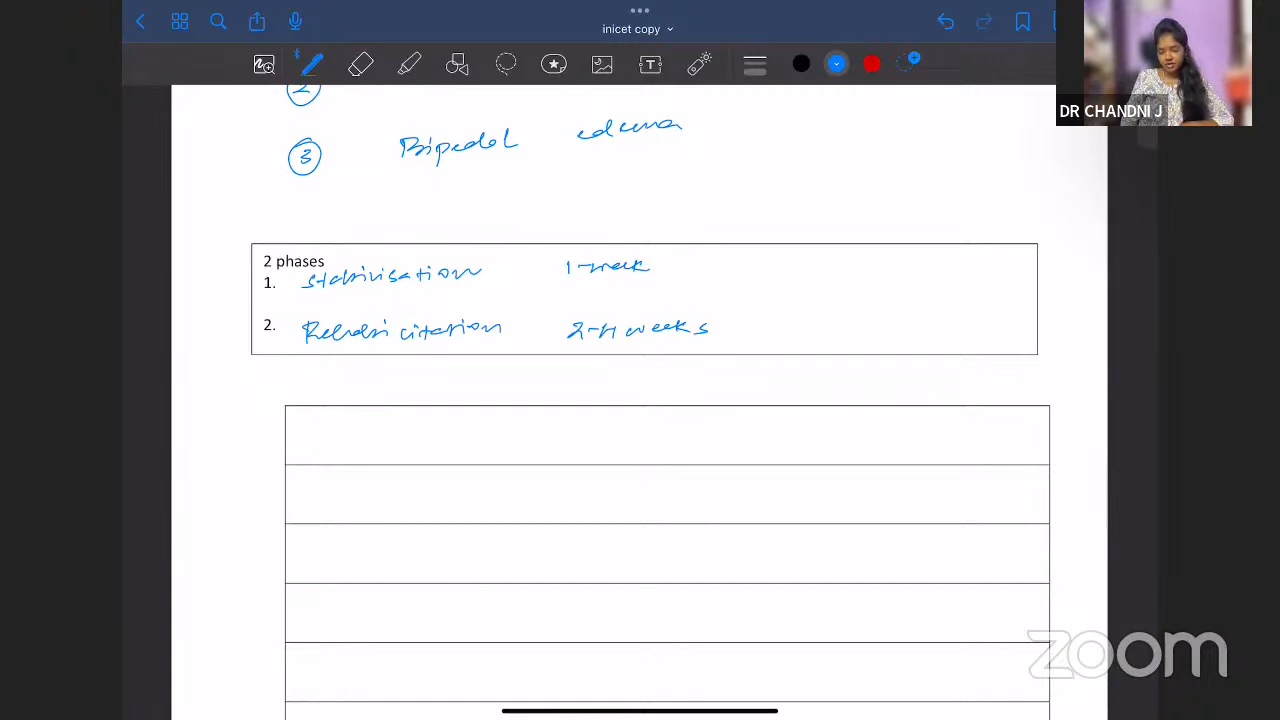 inicet copy
DR CHANDNI J
2
3 Bipedal edema
2 phases
1. Stabilisation 1-week
2. Rehabilitation 2-4 weeks
zoom